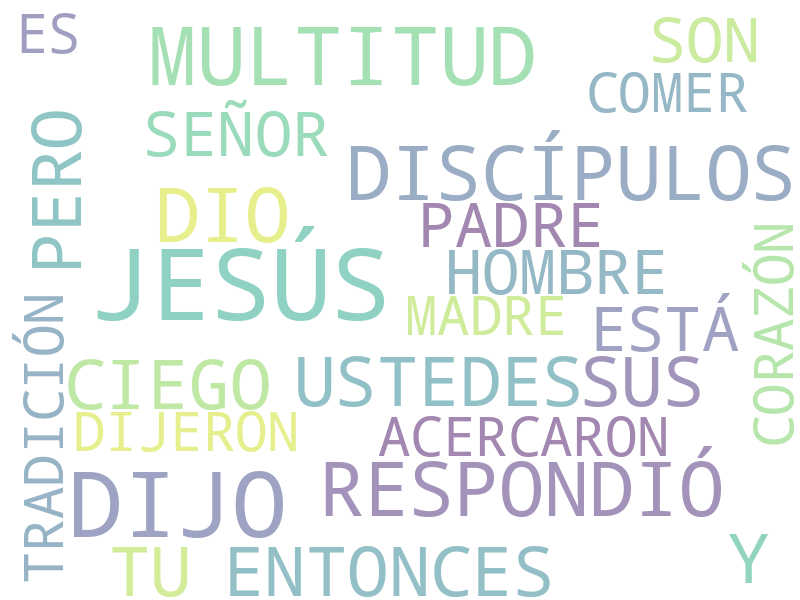 ES
MULTITUD
SON
COMER
SEÑOR
PERO
DISCÍPULOS
DIO
PADRE
JESÚS
HOMBRE
CORAZÓN
MADRE
ESTÁ
TRADICIÓN
CIEGO
USTEDES
SUS
DIJERON
ACERCARON
DIJO
RESPONDIÓ
TU
ENTONCES
Y